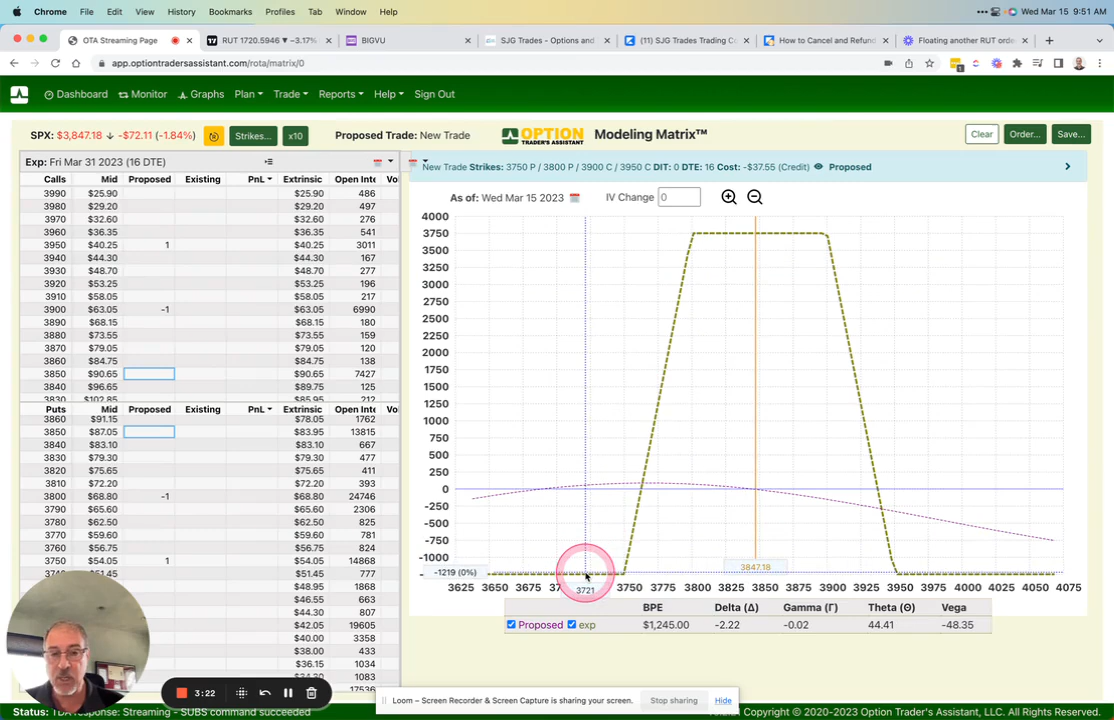 Chrome File Edit View History Bookmarks Profiles Tab Window Help Wed Mar 15 9:51 AM
OTA Streaming Page RUT 1720.5946 ▼ −3.17% BIGVU SJG Trades - Options and (11) SJG Trades Trading Co How to Cancel and Refund Floating another RUT order
app.optiontradersassistant.com/rota/matrix/0
Dashboard Monitor Graphs Plan Trade Reports Help Sign Out
SPX: $3,847.18 ↓ -$72.11 (-1.84%) Strikes... x10 Proposed Trade: New Trade OPTION TRADER'S ASSISTANT Modeling Matrix™ Clear Order... Save...
Exp: Fri Mar 31 2023 (16 DTE)
New Trade Strikes: 3750 P / 3800 P / 3900 C / 3950 C DIT: 0 DTE: 16 Cost: -$37.55 (Credit) Proposed
As of: Wed Mar 15 2023 IV Change 0
Calls Mid Proposed Existing PnL Extrinsic Open Inte Vo
3990 $25.90 $25.90 486
3980 $29.20 $29.20 497
3970 $32.60 $32.60 276
3960 $36.35 $36.35 541
3950 $40.25 1 $40.25 3011
3940 $44.30 $44.30 167
3930 $48.70 $48.70 277
3920 $53.25 $53.25 196
3910 $58.05 $58.05 217
3900 $63.05 -1 $63.05 6990
3890 $68.15 $68.15 180
3880 $73.55 $73.55 159
3870 $79.05 $79.05 120
3860 $84.75 $84.75 138
3850 $90.65 $90.65 7427
3840 $96.65 $89.75 125
3830 $102.85 $85.95 212
Puts Mid Proposed Existing PnL Extrinsic Open Inte Vo
3860 $91.15 $78.05 1762
3850 $87.05 $83.95 13815
3840 $83.10 $83.10 667
3830 $79.30 $79.30 477
3820 $75.65 $75.65 411
3810 $72.20 $72.20 393
3800 $68.80 -1 $68.80 24746
3790 $65.60 $65.60 2306
3780 $62.50 $62.50 825
3770 $59.60 $59.60 781
3760 $56.75 $56.75 824
3750 $54.05 1 $54.05 14868
$51.45 777
$48.95 1668
$46.55 863
$44.30 807
$42.05 19605
$40.00 3358
$38.00 433
$36.15 1034
1083
17536
4000
3750
3500
3250
3000
2750
2500
2250
2000
1750
1500
1250
1000
750
500
250
0
-250
-500
-750
-1000
-1219 (0%) 3847.18
3625 3650 3675 3750 3775 3800 3825 3850 3875 3900 3925 3950 3975 4000 4025 4050 4075
3721
BPE Delta (Δ) Gamma (Γ) Theta (Θ) Vega
Proposed exp $1,245.00 -2.22 -0.02 44.41 -48.35
3:22
Loom – Screen Recorder & Screen Capture is sharing your screen. Stop sharing Hide
Status: TDA response: Streaming - SUBS command succeeded
Copyright © 2020-2023 Option Trader's Assistant, LLC. All Rights Reserved.